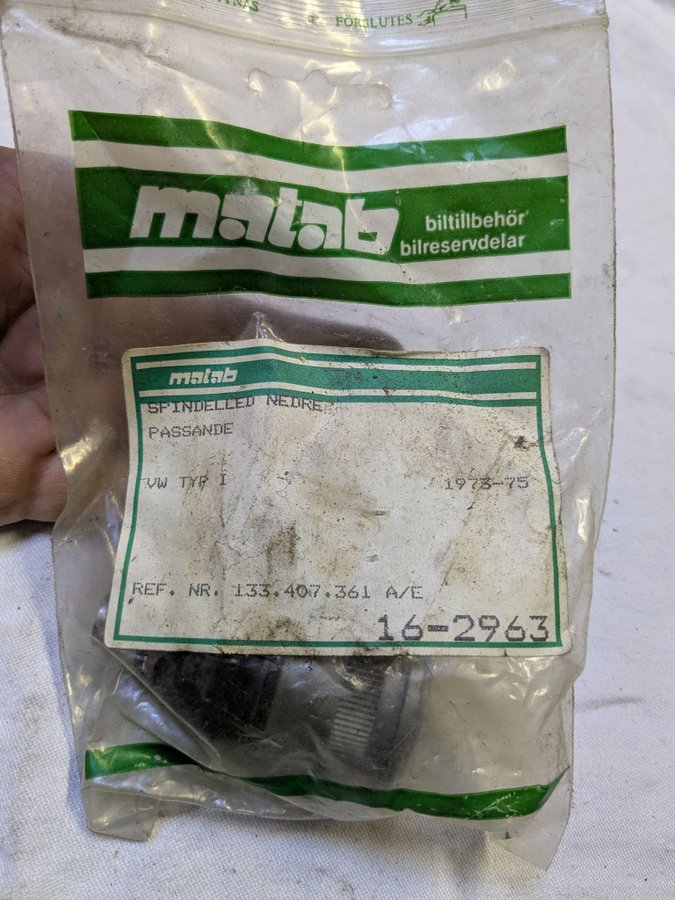 FÖRSLUTES
matab
biltillbehör
bilreservdelar
matab
SPINDELLED NEDRE
PASSANDE
VW TYP I 1973-75
REF. NR. 133.407.361 A/E
16-2963